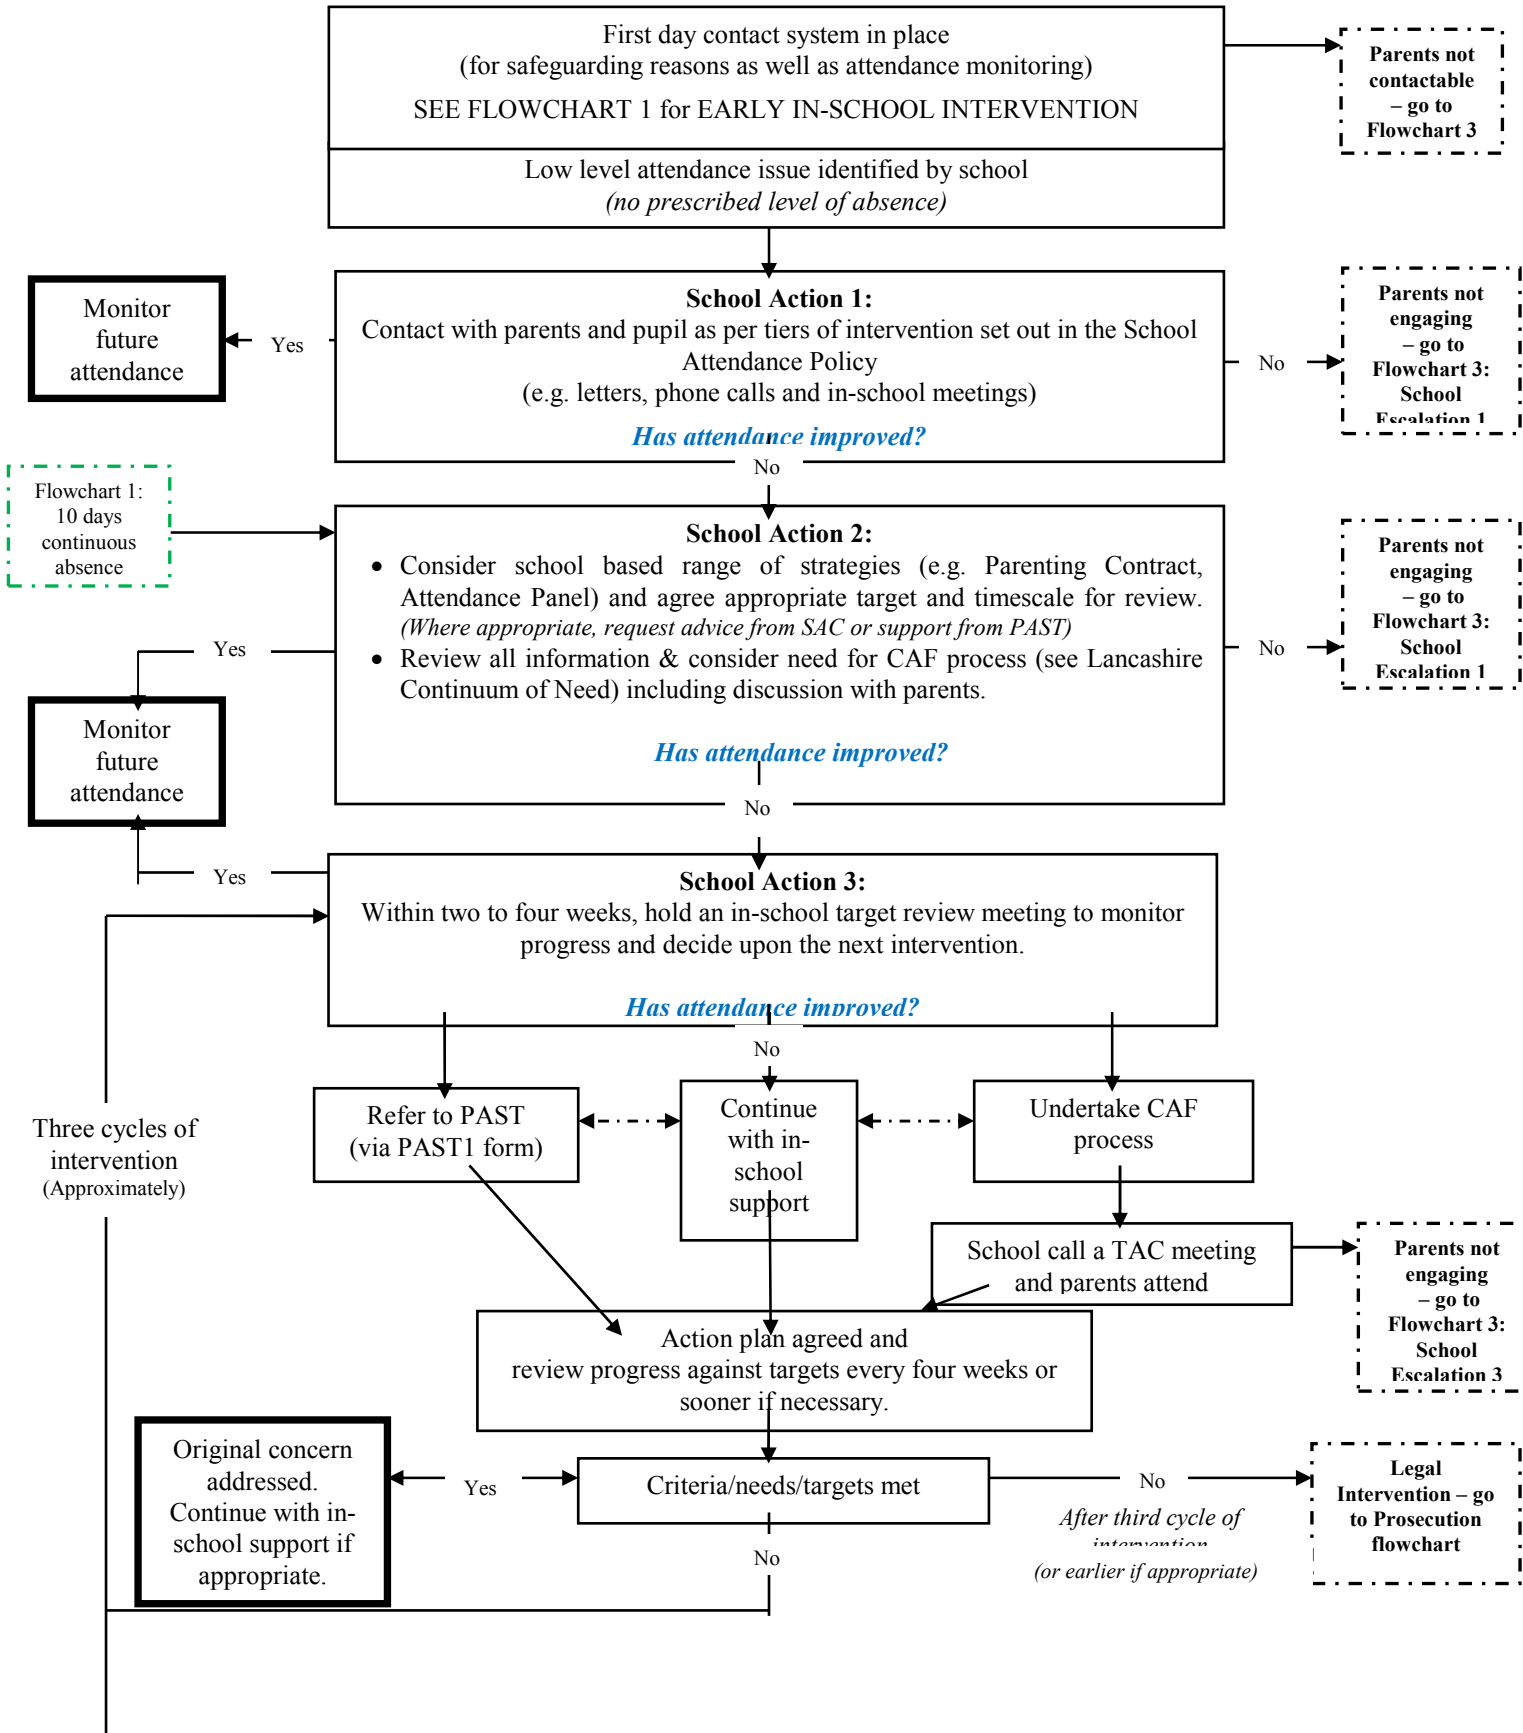 First day contact system in place
(for safeguarding reasons as well as attendance monitoring)
SEE FLOWCHART 1 for EARLY IN-SCHOOL INTERVENTION
Parents not
contactable
– go to
Flowchart 3
Low level attendance issue identified by school
(no prescribed level of absence)
Monitor
future
attendance
Yes
School Action 1:
Contact with parents and pupil as per tiers of intervention set out in the School
Attendance Policy
(e.g. letters, phone calls and in-school meetings)
Has attendance improved?
No
Parents not
engaging
– go to
Flowchart 3:
School
Escalation 1
No
Flowchart 1:
10 days
continuous
absence
School Action 2:
• Consider school based range of strategies (e.g. Parenting Contract,
Attendance Panel) and agree appropriate target and timescale for review.
(Where appropriate, request advice from SAC or support from PAST)
• Review all information & consider need for CAF process (see Lancashire
Continuum of Need) including discussion with parents.
Has attendance improved?
No
Parents not
engaging
– go to
Flowchart 3:
School
Escalation 1
Yes
Monitor
future
attendance
No
Yes
School Action 3:
Within two to four weeks, hold an in-school target review meeting to monitor
progress and decide upon the next intervention.
Has attendance improved?
No
Three cycles of
intervention
(Approximately)
Refer to PAST
(via PAST1 form)
Continue
with in-
school
support
Undertake CAF
process
School call a TAC meeting
and parents attend
Parents not
engaging
– go to
Flowchart 3:
School
Escalation 3
Action plan agreed and
review progress against targets every four weeks or
sooner if necessary.
Original concern
addressed.
Continue with in-
school support if
appropriate.
Yes
Criteria/needs/targets met
No
After third cycle of
intervention
(or earlier if appropriate)
Legal
Intervention – go
to Prosecution
flowchart
No